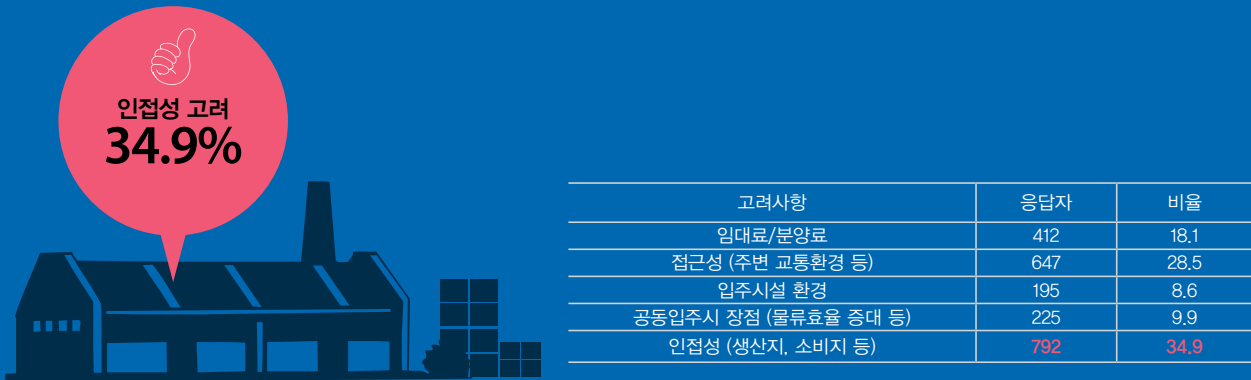 인접성 고려
34.9%
고려사항 응답자 비율
임대료/분양료 412 18.1
접근성 (주변 교통환경 등) 647 28.5
입주시설 환경 195 8.6
공동입주시 장점 (물류효율 증대 등) 225 9.9
인접성 (생산지, 소비지 등) 792 34.9